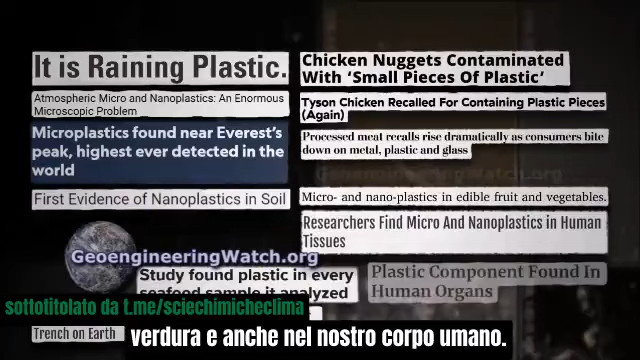 It is Raining Plastic.
Atmospheric Micro and Nanoplastics: An Enormous
Microscopic Problem
Microplastics found near Everest's
peak, highest ever detected in the
world
First Evidence of Nanoplastics in Soil
Chicken Nuggets Contaminated
With 'Small Pieces Of Plastic'
Tyson Chicken Recalled For Containing Plastic Pieces
(Again)
Processed meat recalls rise dramatically as consumers bite
down on metal, plastic and glass
GeoengineeringWatch.org
Micro- and nano-plastics in edible fruit and vegetables.
Researchers Find Micro And Nanoplastics in Human
Tissues
GeoengineeringWatch.org
Study found plastic in every
seafood sample it analyzed
Plastic Component Found In
Human Organs
sottotitolato da t.me/sciechimicheclima
Trench on Earth
verdura e anche nel nostro corpo umano.